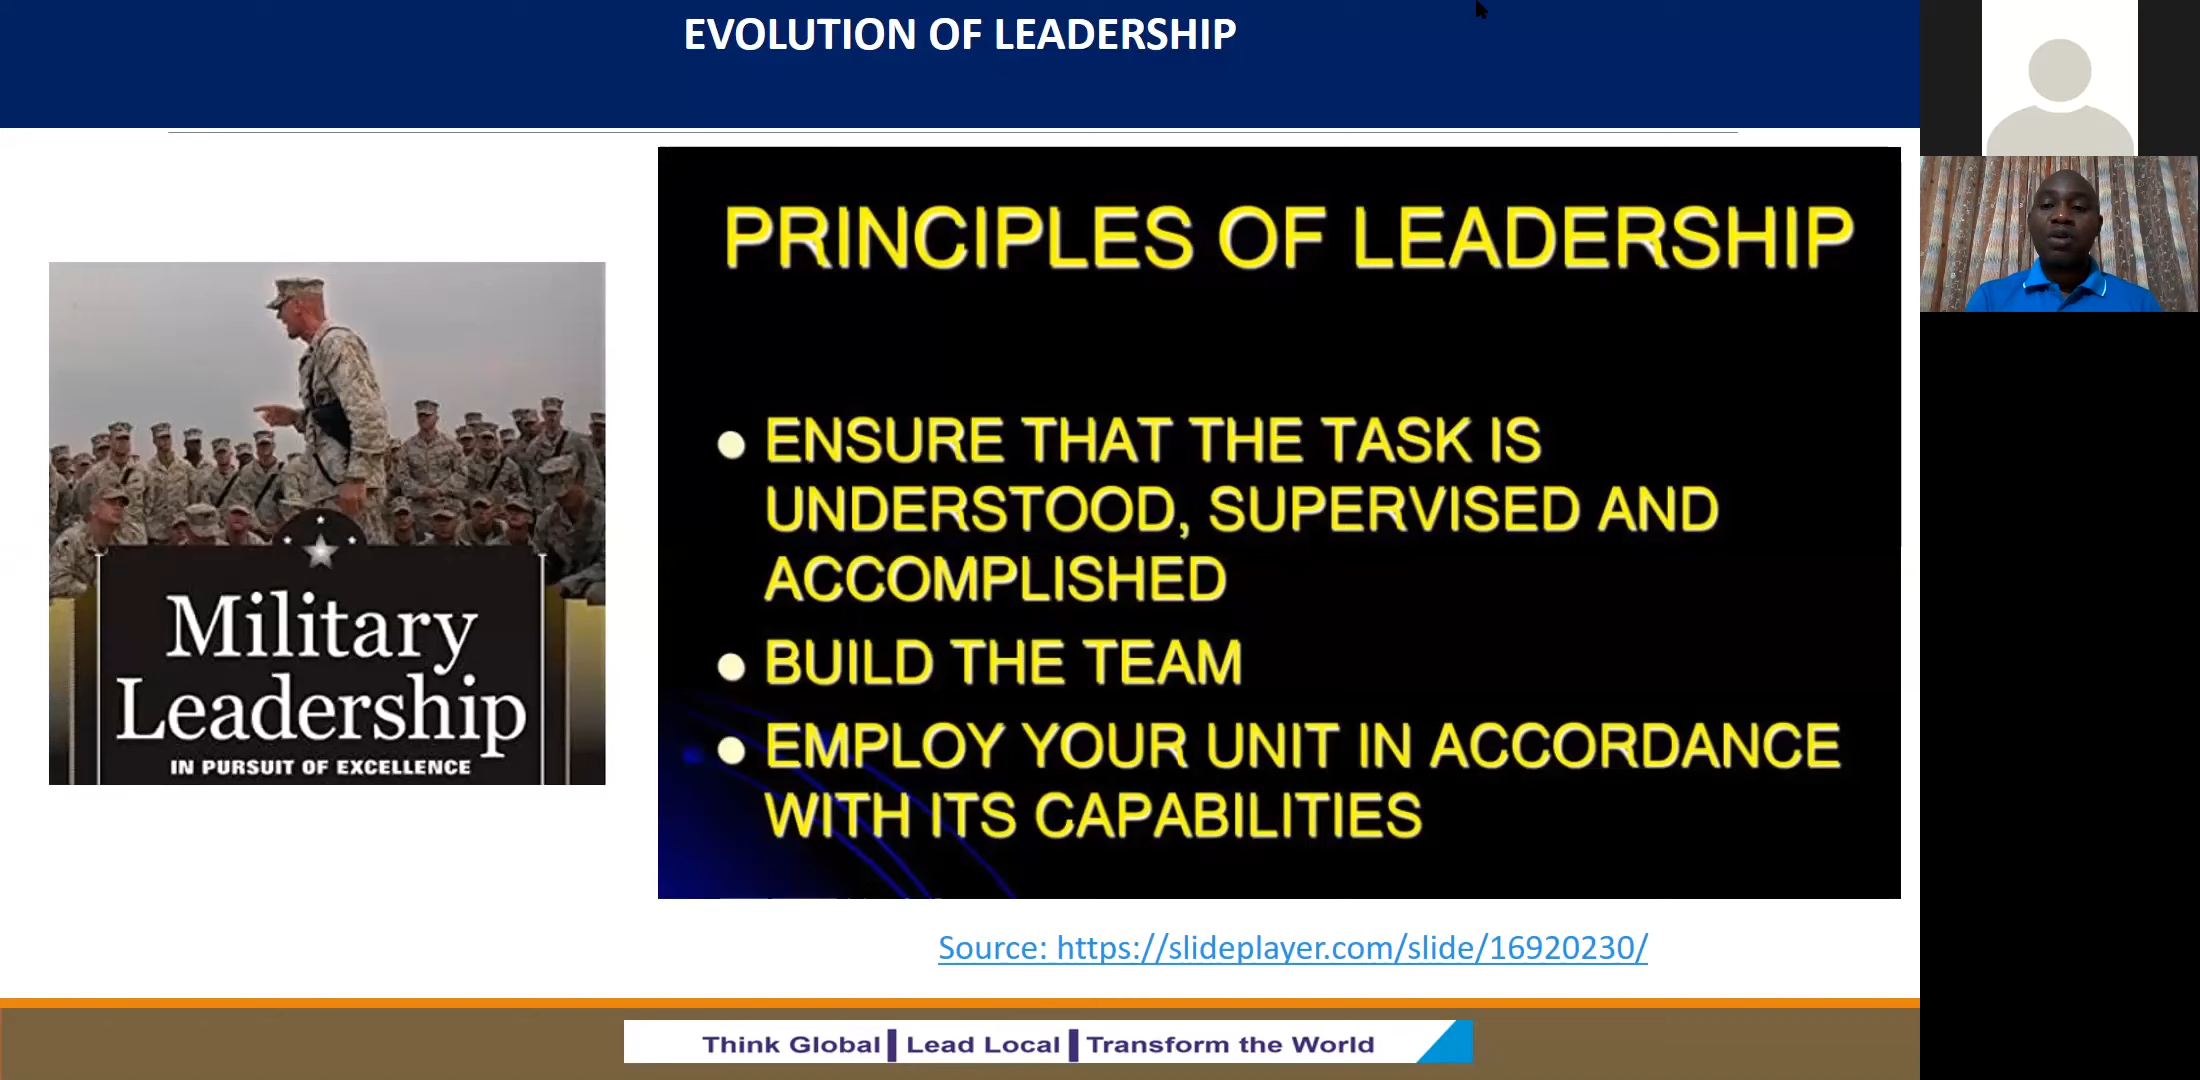 EVOLUTION OF LEADERSHIP
Military
Leadership
IN PURSUIT OF EXCELLENCE
PRINCIPLES OF LEADERSHIP
ENSURE THAT THE TASK IS
UNDERSTOOD, SUPERVISED AND
ACCOMPLISHED
BUILD THE TEAM
EMPLOY YOUR UNIT IN ACCORDANCE
WITH ITS CAPABILITIES
Source: https://slideplayer.com/slide/16920230/
Think Global Lead Local Transform the World